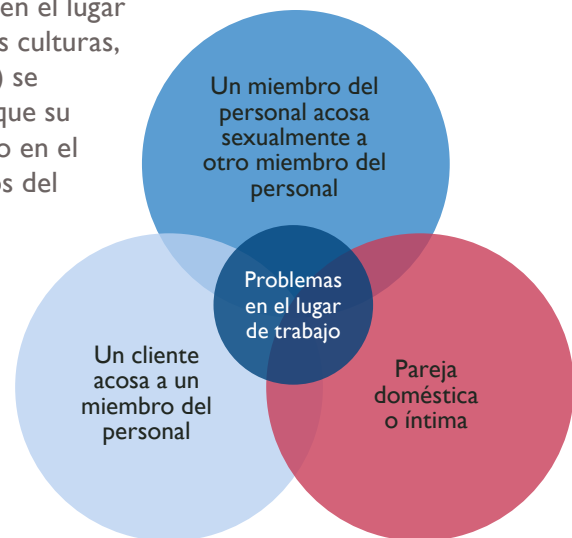 en el lugar
s culturas,
) se
que su
o en el
os del
Un miembro del
personal acosa
sexualmente a
otro miembro del
personal
Problemas
en el lugar
de trabajo
Un cliente
acosa a un
miembro del
personal
Pareja
doméstica
o íntima